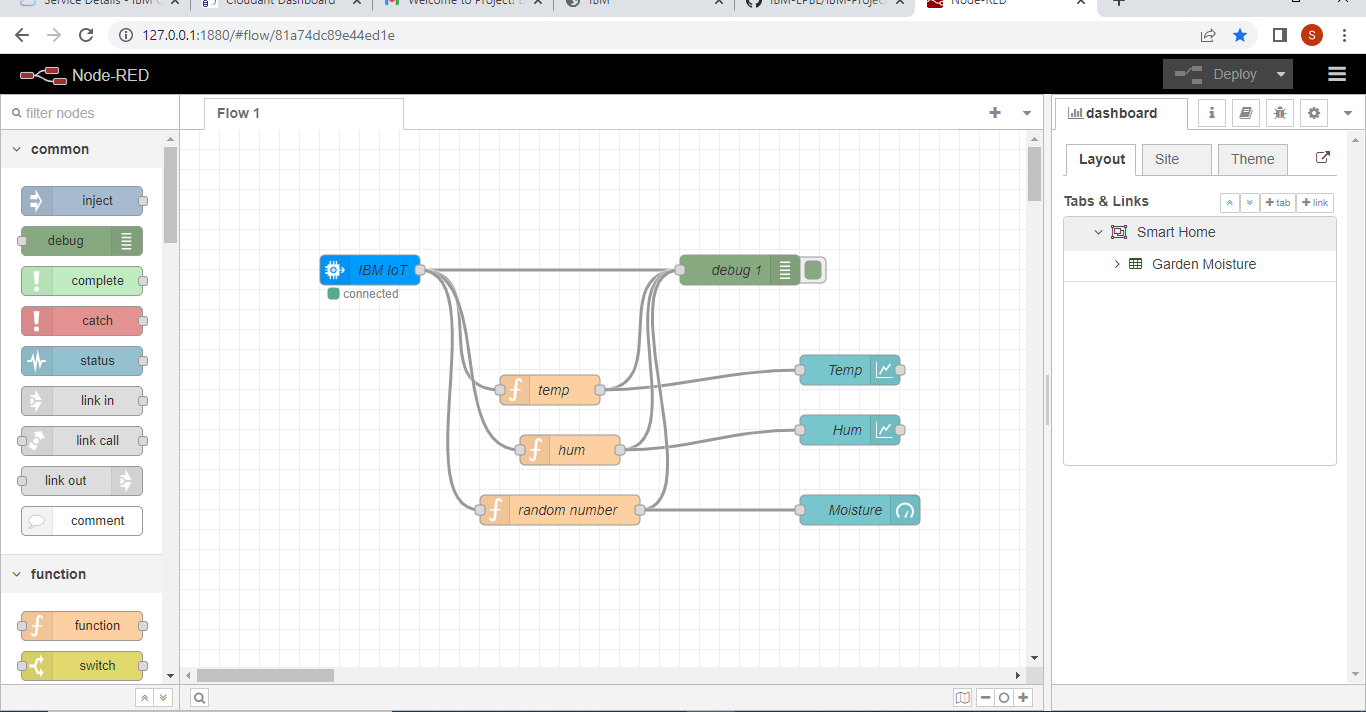 Service Details - IBM
Cloudant Dashboard
Welcome to Project!
IBM
IBM-EPBL/IBM-Projec
Node-RED
127.0.0.1:1880/#flow/81a74dc89e44ed1e
S
Node-RED
Deploy
filter nodes
Flow 1
dashboard
common
Layout
Site
Theme
inject
Tabs & Links
tab
link
debug
Smart Home
complete
IBM IoT
debug 1
Garden Moisture
connected
catch
status
temp
Temp
link in
link call
hum
Hum
link out
random number
Moisture
comment
function
function
switch